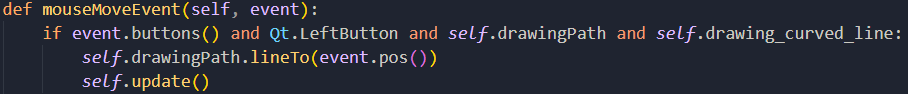 def mouseMoveEvent(self, event):
    if event.buttons() and Qt.LeftButton and self.drawingPath and self.drawing_curved_line:
        self.drawingPath.lineTo(event.pos())
        self.update()